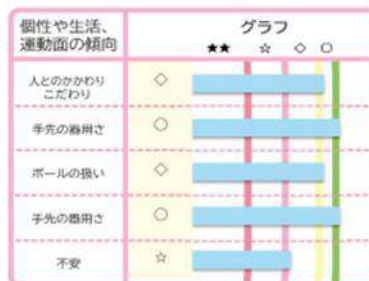 個性や生活、
運動面の傾向
グラフ
★★ ☆ ◇ ○
人とのかかわり
こだわり
◇
手先の器用さ
○
ボールの扱い
◇
手先の器用さ
○
不安
☆